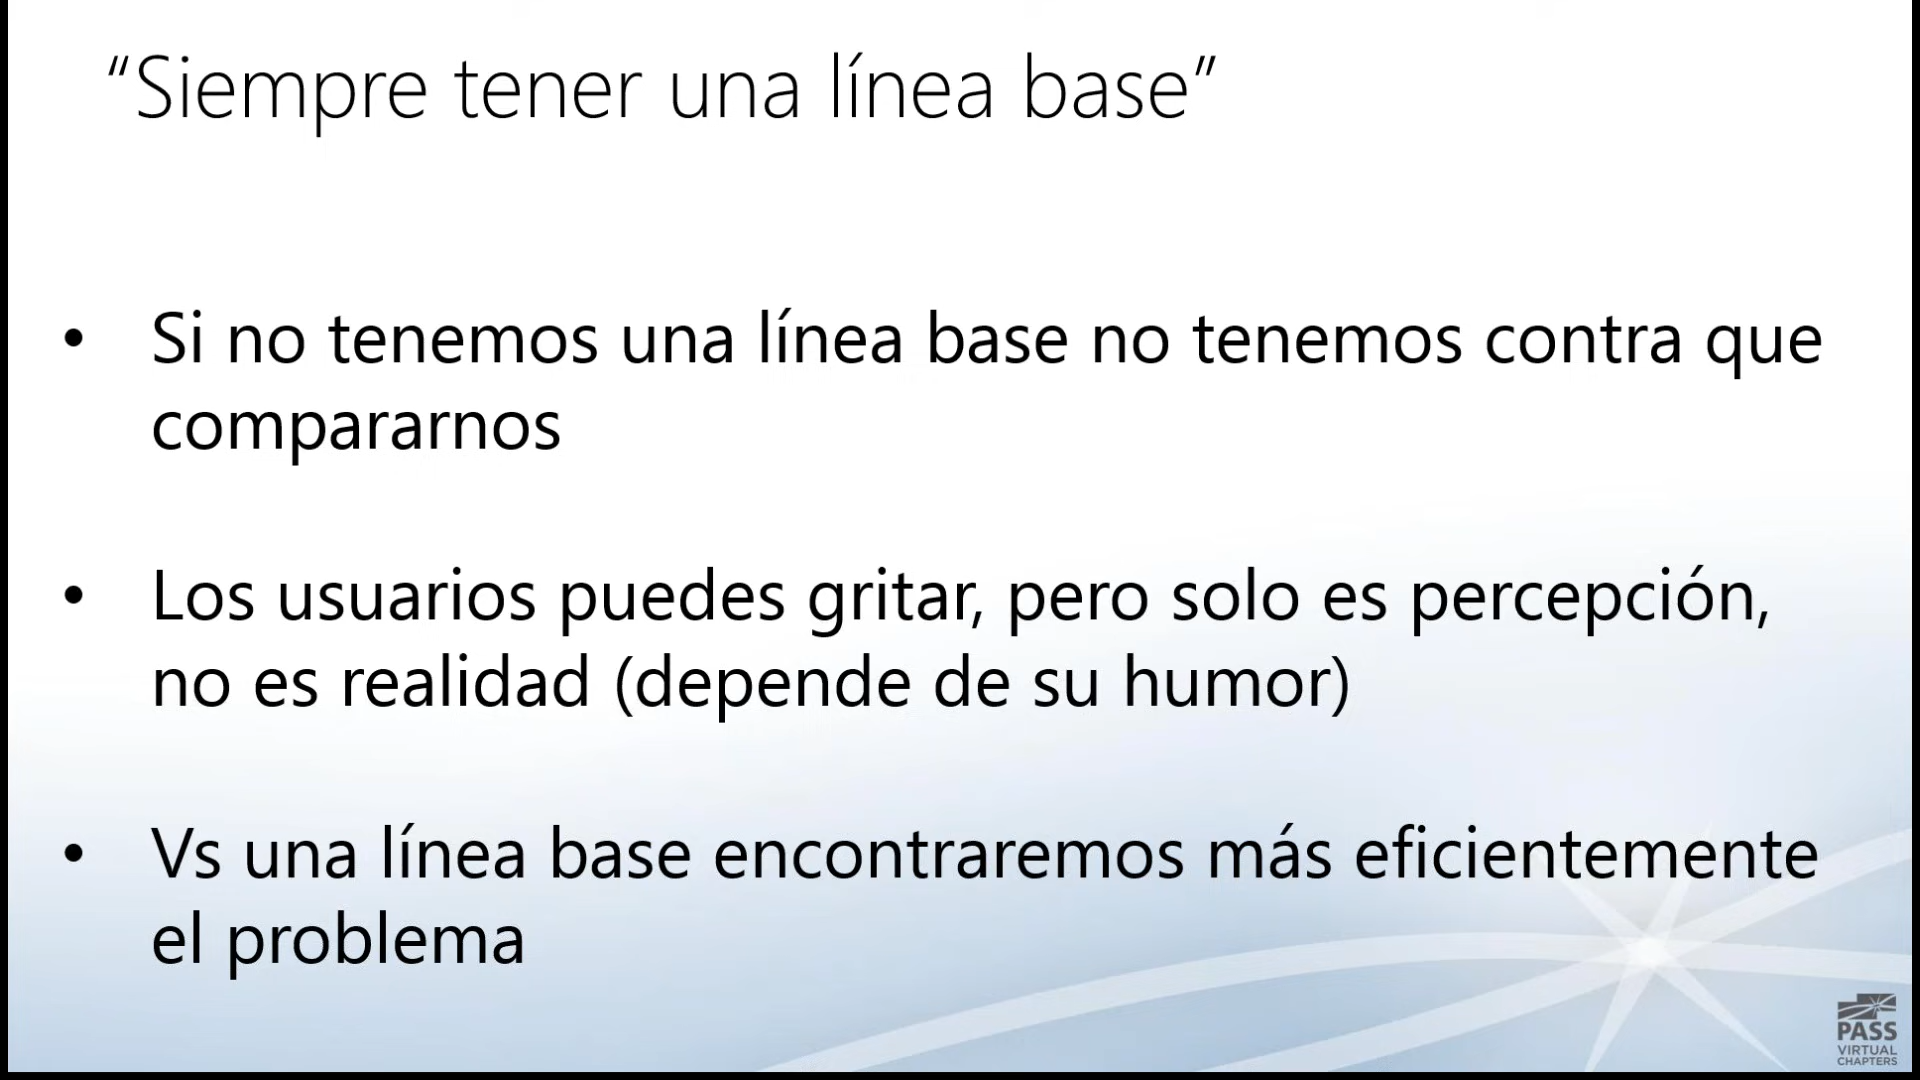 “Siempre tener una línea base”
• Si no tenemos una línea base no tenemos contra que
compararnos
• Los usuarios puedes gritar, pero solo es percepción,
no es realidad (depende de su humor)
• Vs una línea base encontraremos más eficientemente
el problema
PASS
VIRTUAL
CHAPTERS